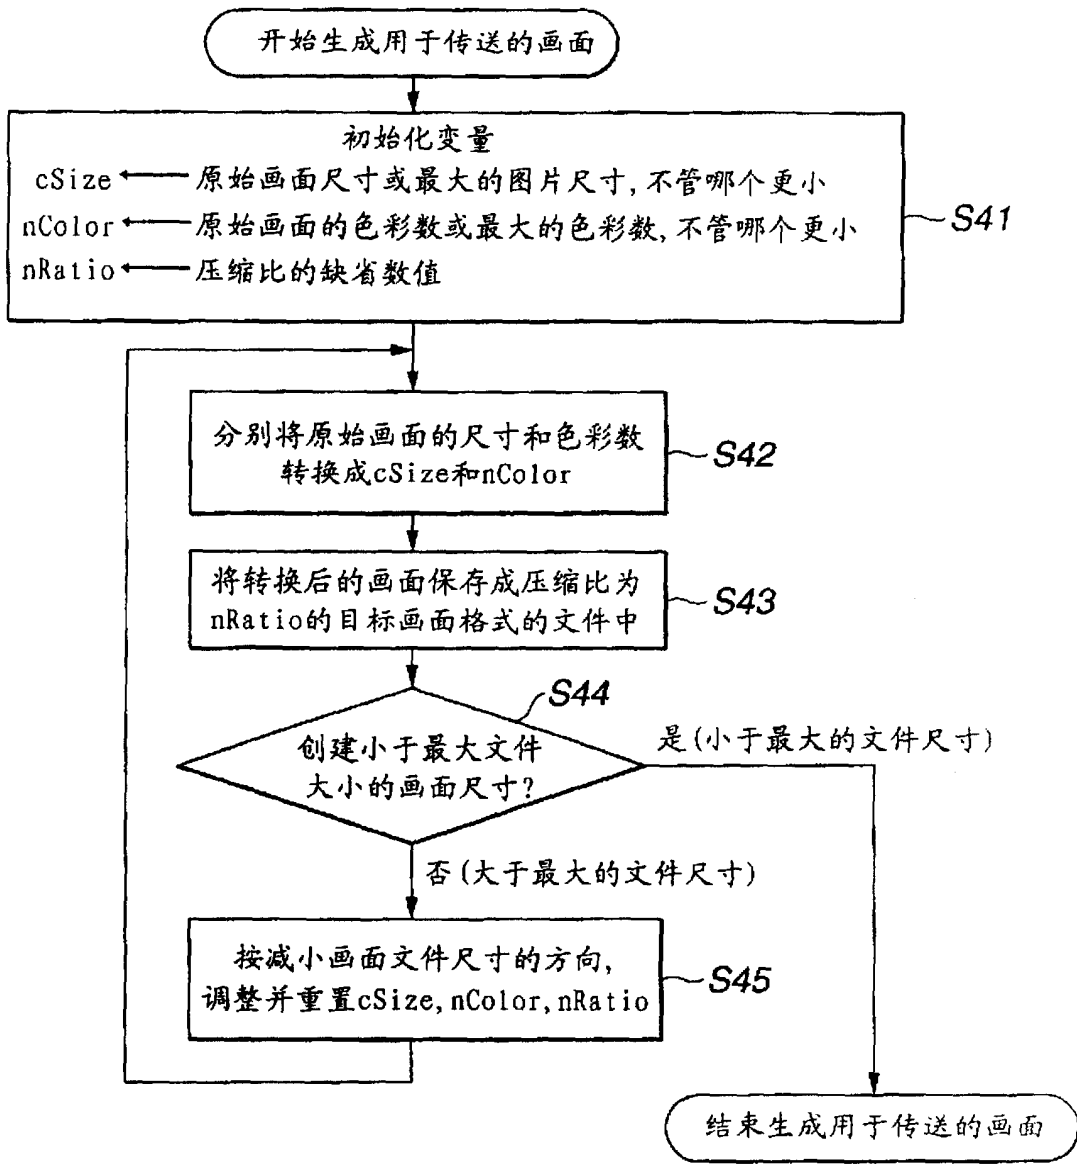 开始生成用于传送的画面
初始化变量
cSize ← 原始画面尺寸或最大的图片尺寸,不管哪个更小
nColor ← 原始画面的色彩数或最大的色彩数,不管哪个更小
nRatio ← 压缩比的缺省数值
S41
分别将原始画面的尺寸和色彩数
转换成cSize和nColor
S42
将转换后的画面保存成压缩比为
nRatio的目标画面格式的文件中
S43
S44
创建小于最大文件
大小的画面尺寸?
是(小于最大的文件尺寸)
否(大于最大的文件尺寸)
按减小画面文件尺寸的方向,
调整并重置cSize,nColor,nRatio
S45
结束生成用于传送的画面